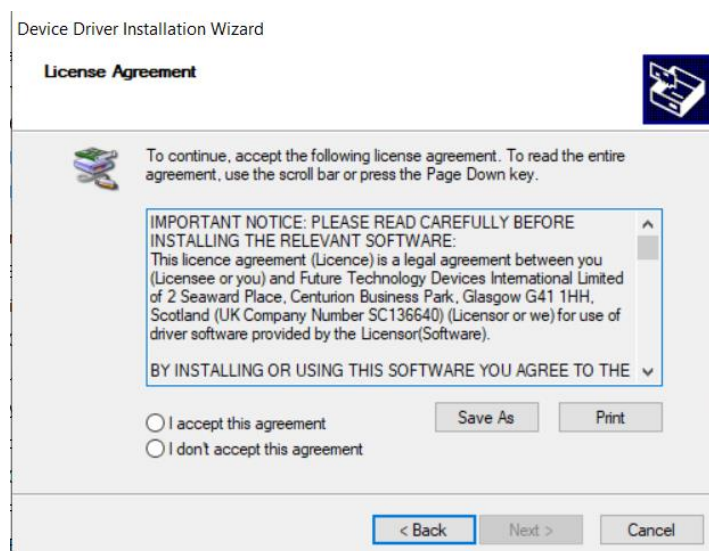 Device Driver Installation Wizard
License Agreement
To continue, accept the following license agreement. To read the entire
agreement, use the scroll bar or press the Page Down key.
IMPORTANT NOTICE: PLEASE READ CAREFULLY BEFORE
INSTALLING THE RELEVANT SOFTWARE:
This licence agreement (Licence) is a legal agreement between you
(Licensee or you) and Future Technology Devices International Limited
of 2 Seaward Place, Centurion Business Park, Glasgow G41 1HH,
Scotland (UK Company Number SC136640) (Licensor or we) for use of
driver software provided by the Licensor(Software).
BY INSTALLING OR USING THIS SOFTWARE YOU AGREE TO THE
I accept this agreement
Save As
Print
I don't accept this agreement
< Back
Next >
Cancel